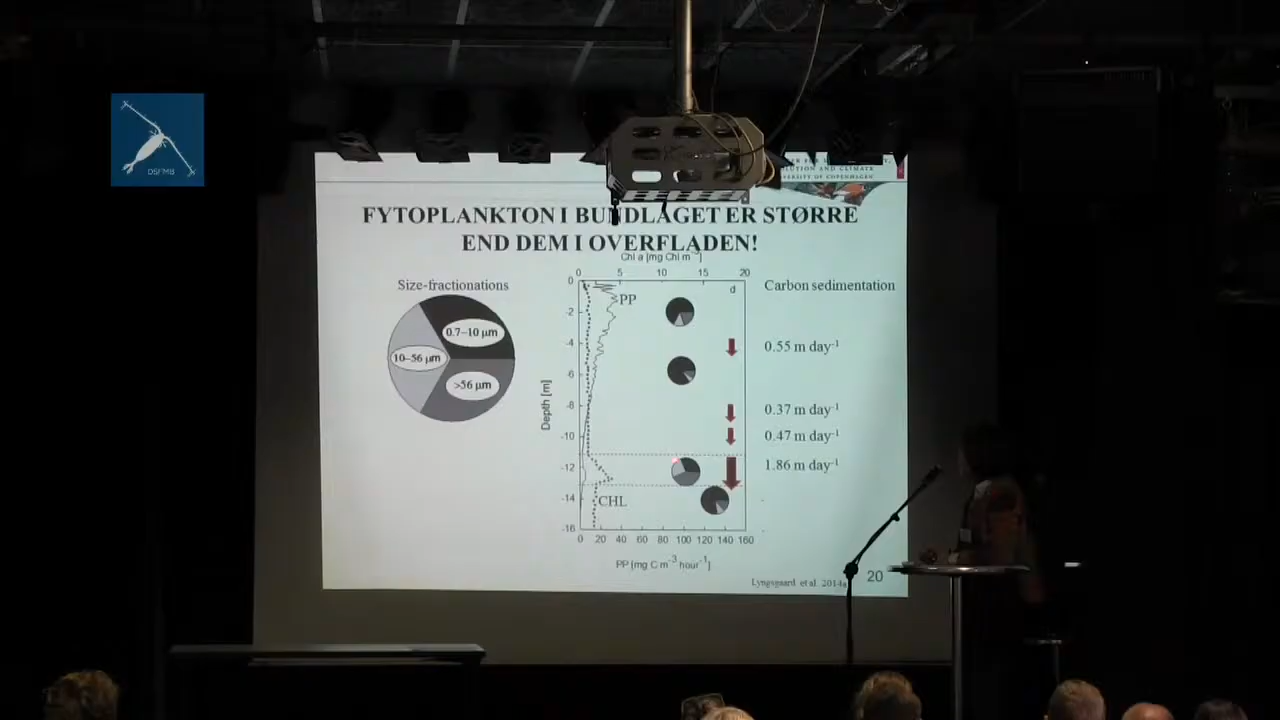 DSFMB
LUTION AND CLIMATE
FYTOPLANKTON I BUNDLAGET ER STØRRE
END DEM I OVERFLADEN!
Chl a [mg Chl m⁻³]
0 5 10 15 20
Size-fractionations
0.7–10 µm
10–56 µm
>56 µm
Carbon sedimentation
d
PP
0
-2
-4
-6
-8
-10
-12
-14
-16
Depth [m]
0.55 m day⁻¹
0.37 m day⁻¹
0.47 m day⁻¹
1.86 m day⁻¹
CHL
0 20 40 60 80 100 120 140 160
PP [mg C m⁻³ hour⁻¹]
Lyngsgaard et al. 2014a
20